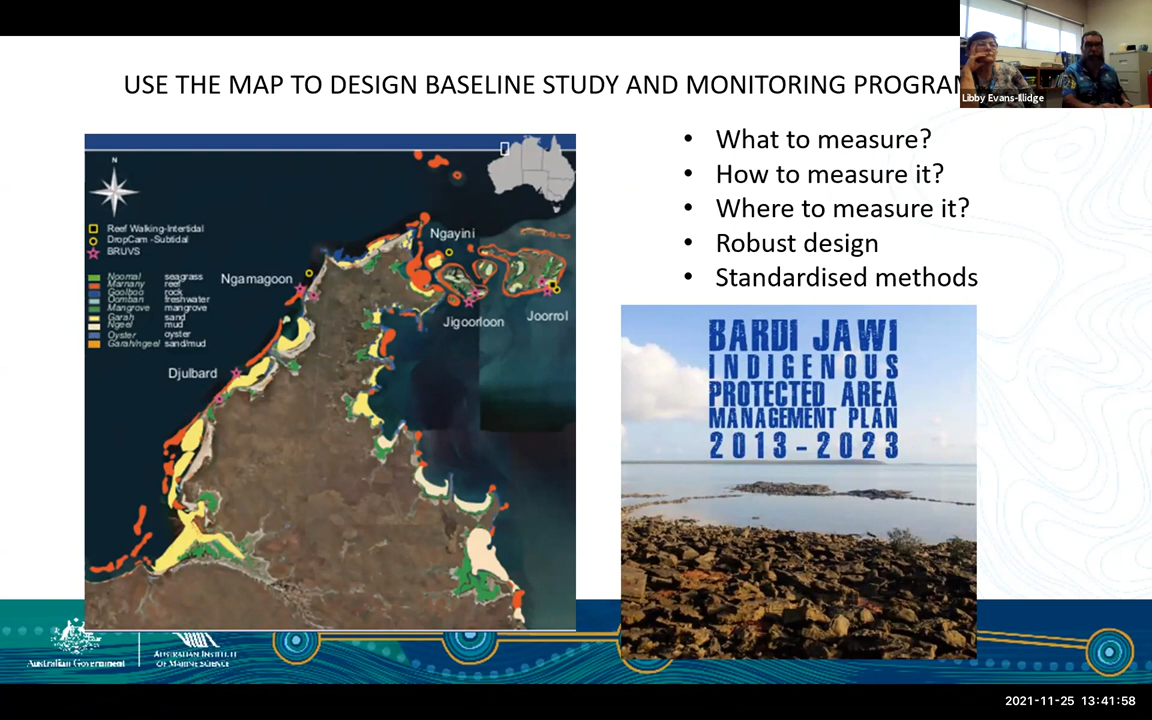 USE THE MAP TO DESIGN BASELINE STUDY AND MONITORING PROGRAM
Libby Evans-Illidge
N
Reef Walking-Intertidal
DropCam -Subtidal
BRUVS
Noomal seagrass
Marnany reef
Goolboo rock
Oomban freshwater
Mangrove mangrove
Garah sand
Ngeel mud
Oyster oyster
Garah/ngeel sand/mud
Ngayini
Ngamagoon
Jigoorloon
Joorrol
Djulbard
• What to measure?
• How to measure it?
• Where to measure it?
• Robust design
• Standardised methods
BARDI JAWI
INDIGENOUS
PROTECTED AREA
MANAGEMENT PLAN
2013-2023
Australian Government
AUSTRALIAN INSTITUTE
OF MARINE SCIENCE
2021-11-25 13:41:58